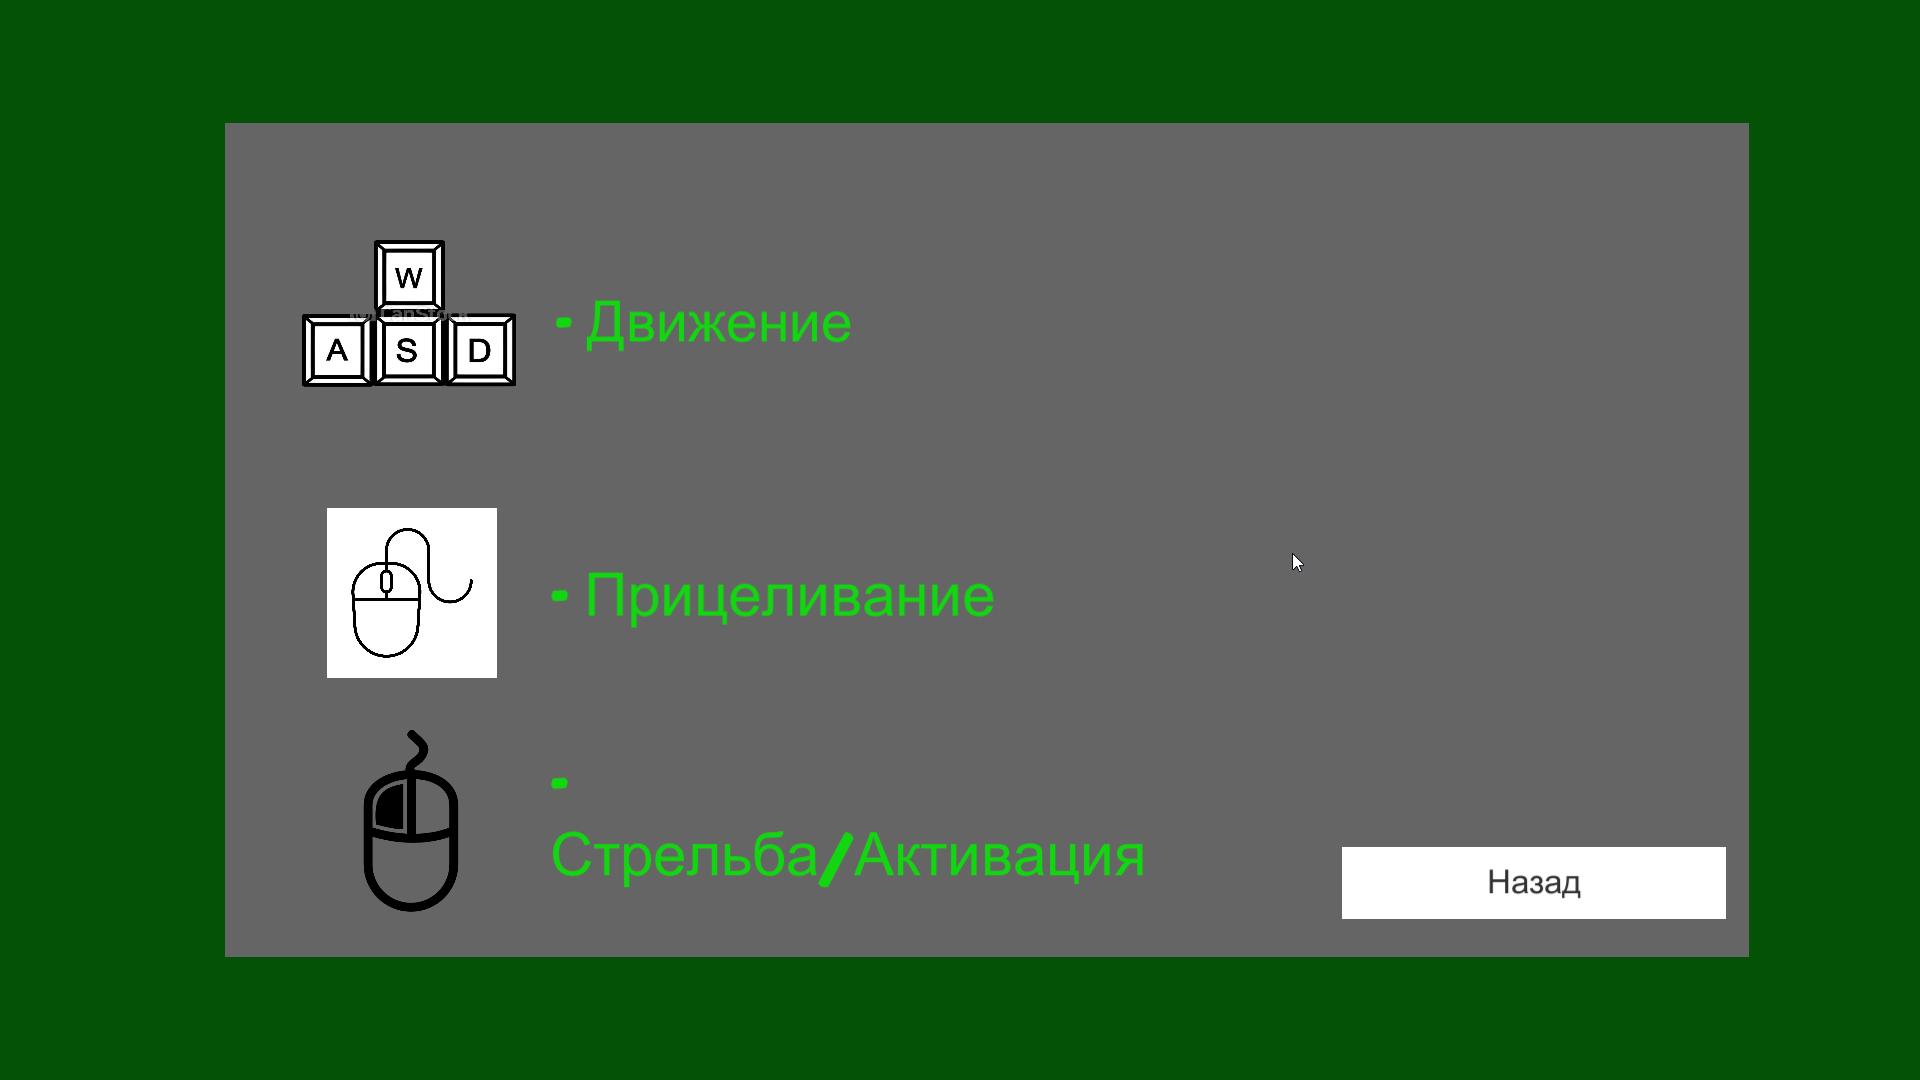 W
A S D
- Движение
- Прицеливание
-
Стрельба/Активация
Назад